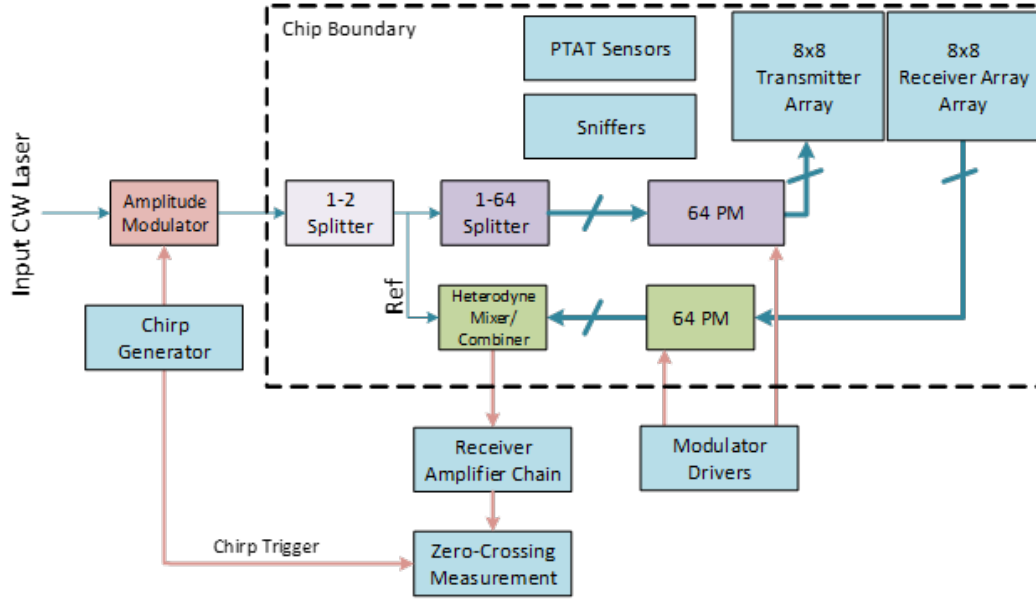 Chip Boundary
PTAT Sensors
Sniffers
8x8
Transmitter
Array
8x8
Receiver Array
Array
Input CW Laser
Amplitude
Modulator
1-2
Splitter
1-64
Splitter
64 PM
Ref
Heterodyne
Mixer/
Combiner
64 PM
Chirp
Generator
Receiver
Amplifier Chain
Modulator
Drivers
Chirp Trigger
Zero-Crossing
Measurement